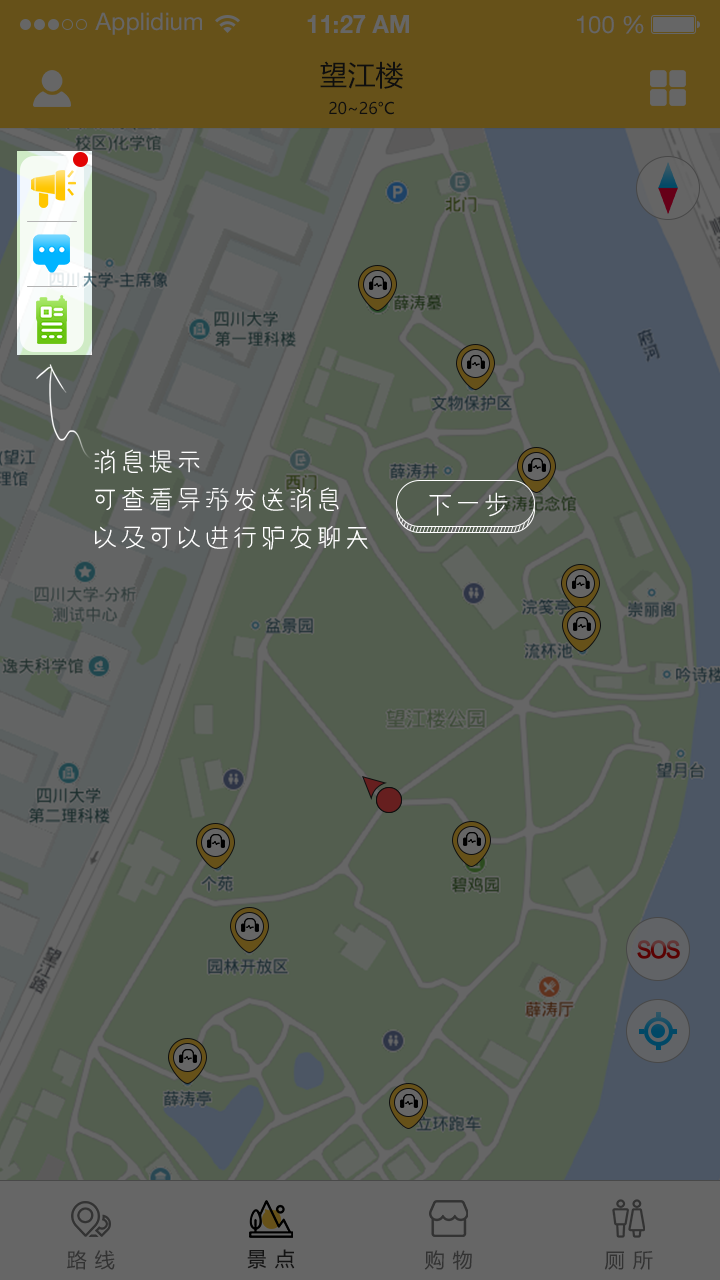 Applidium
11:27 AM
100 %
望江楼
20~26°C
校区)化学馆
P
北门
四川大学-主席像
薛涛墓
四川大学
第一理科楼
府河
文物保护区
(望江
理馆
消息提示
西门
薛涛井
可查看导游发送消息
下一步
薛涛纪念馆
以及可以进行驴友聊天
四川大学-分析
测试中心
浣笺亭
崇丽阁
盆景园
流杯池
逸夫科学馆
吟诗楼
望江楼公园
望月台
四川大学
第二理科楼
个苑
碧鸡园
望江路
园林开放区
SOS
薛涛厅
薛涛亭
立环跑车
路线
景点
购物
厕所